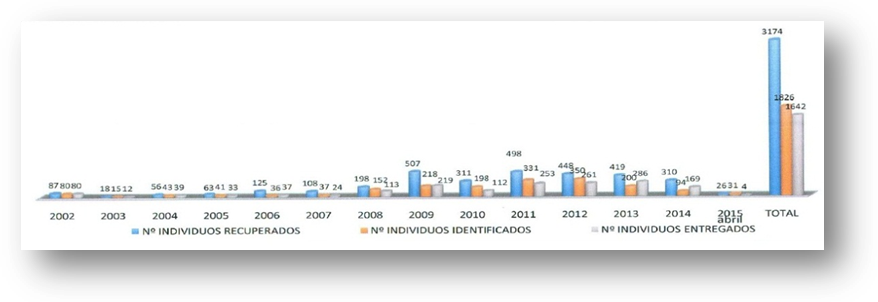 3174
1826
1642
507
498
448
419
350
331
311
310
286
261
253
218 219
198 152 113
198 112
200
94 169
125 36 37
108 37 24
87 80 80
18 15 12
56 43 39
63 41 33
26 31 4
2002 2003 2004 2005 2006 2007 2008 2009 2010 2011 2012 2013 2014 2015 TOTAL
abril
Nº INDIVIDUOS RECUPERADOS Nº INDIVIDUOS IDENTIFICADOS Nº INDIVIDUOS ENTREGADOS